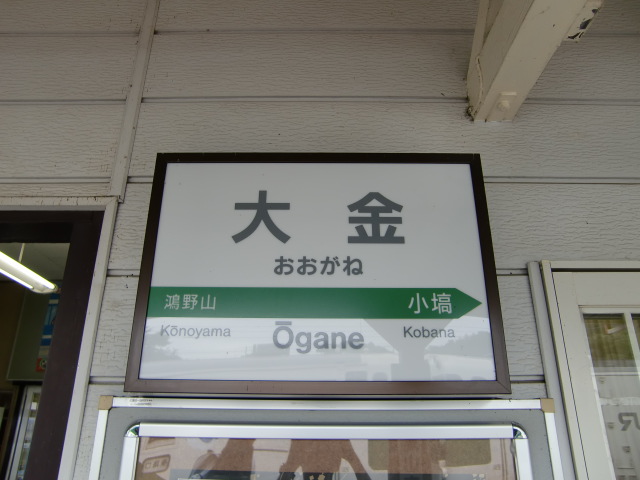 大金
おおがね
鴻野山 小塙
Kōnoyama Ōgane Kobana